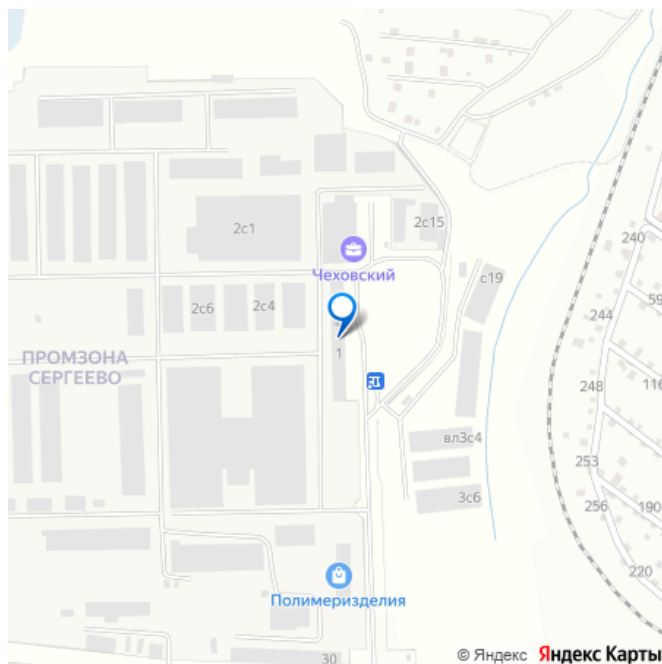 240
2с15
2с1
Чеховский
с19
59
244
2с6
2с4
1
ПРОМЗОНА
СЕРГЕЕВО
248
116
вл3с4
253
3с6
256
190
220
Полимеризделия
30
© Яндекс Яндекс Карты